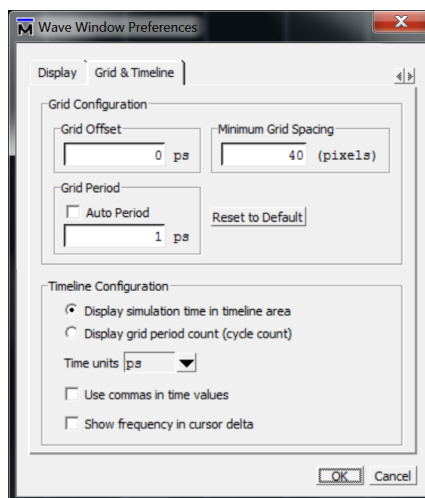 Wave Window Preferences
Display Grid & Timeline
Grid Configuration
Grid Offset
0 ps
Minimum Grid Spacing
40 (pixels)
Grid Period
Auto Period
1 ps
Reset to Default
Timeline Configuration
Display simulation time in timeline area
Display grid period count (cycle count)
Time units ps
Use commas in time values
Show frequency in cursor delta
OK Cancel